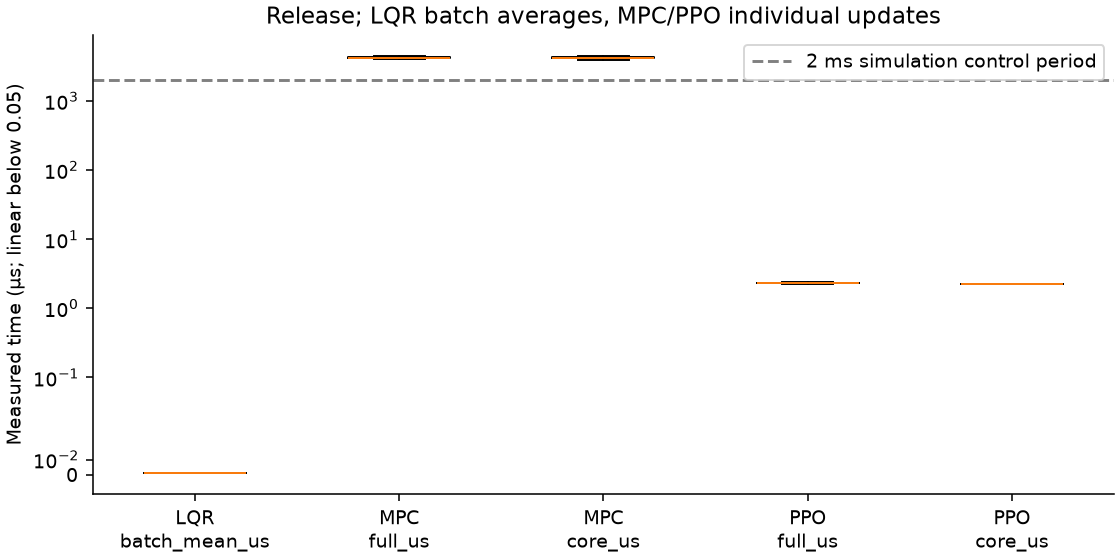 Release; LQR batch averages, MPC/PPO individual updates
2 ms simulation control period
Measured time (µs; linear below 0.05)
10³
10²
10¹
10⁰
10⁻¹
10⁻²
0
LQR
batch_mean_us
MPC
full_us
MPC
core_us
PPO
full_us
PPO
core_us